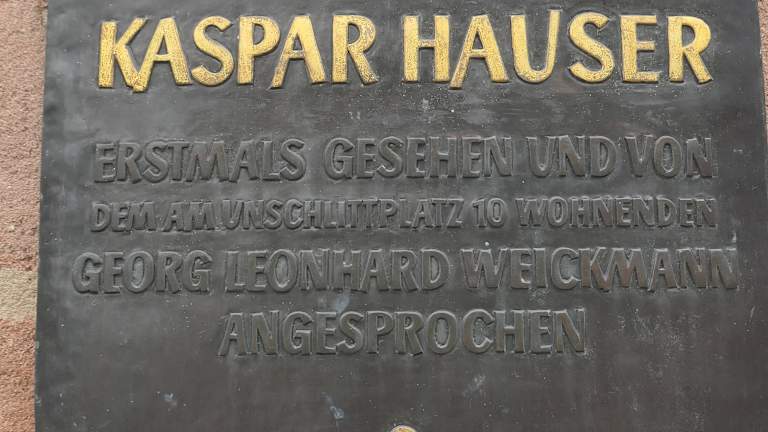 KASPAR HAUSER
ERSTMALS GESEHEN UND VON
DEM AM UNSCHLITTPLATZ 10 WOHNENDEN
GEORG LEONHARD WEICKMANN
ANGESPROCHEN